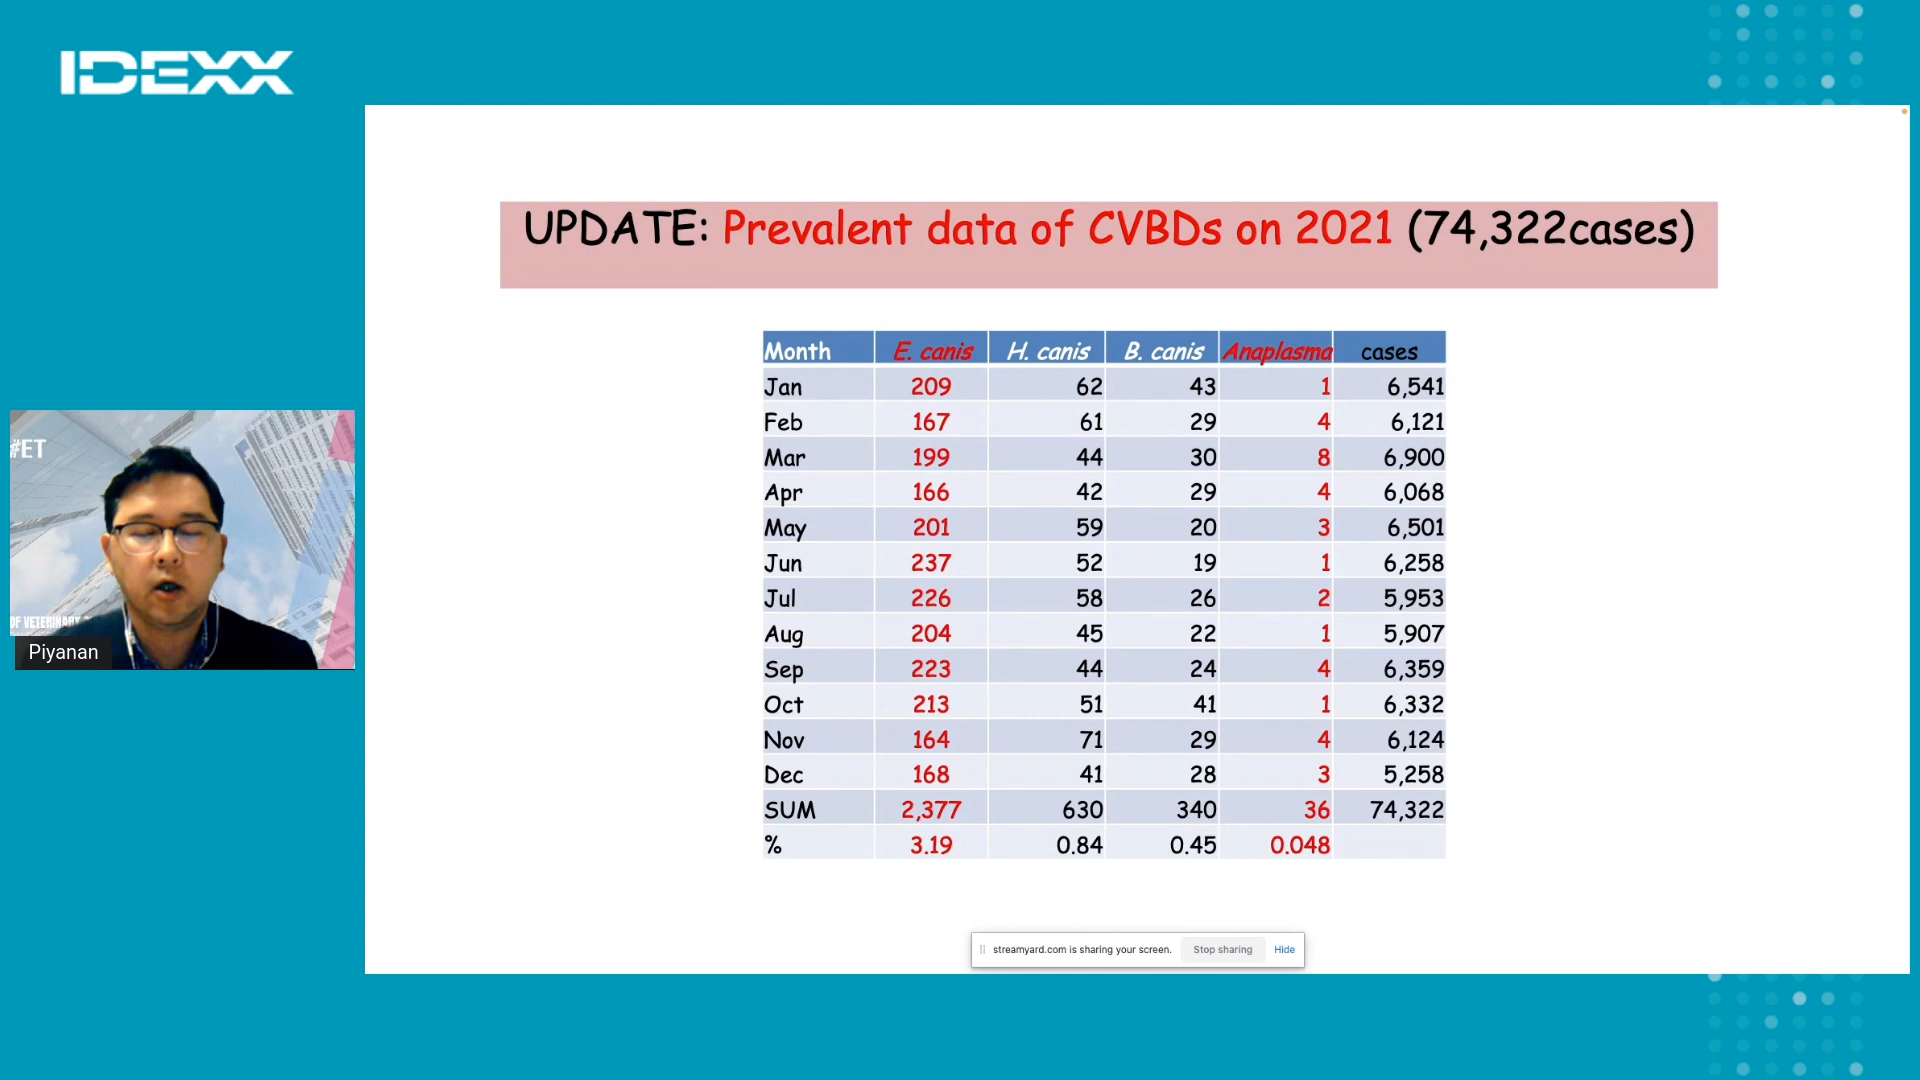 IDEXX
UPDATE: Prevalent data of CVBDs on 2021 (74,322cases)
Month E. canis H. canis B. canis Anaplasma cases
Jan 209 62 43 1 6,541
Feb 167 61 29 4 6,121
Mar 199 44 30 8 6,900
Apr 166 42 29 4 6,068
May 201 59 20 3 6,501
Jun 237 52 19 1 6,258
Jul 226 58 26 2 5,953
Aug 204 45 22 1 5,907
Sep 223 44 24 4 6,359
Oct 213 51 41 1 6,332
Nov 164 71 29 4 6,124
Dec 168 41 28 3 5,258
SUM 2,377 630 340 36 74,322
% 3.19 0.84 0.45 0.048
#ET
OF VETERINARY
Piyanan
streamyard.com is sharing your screen. Stop sharing Hide